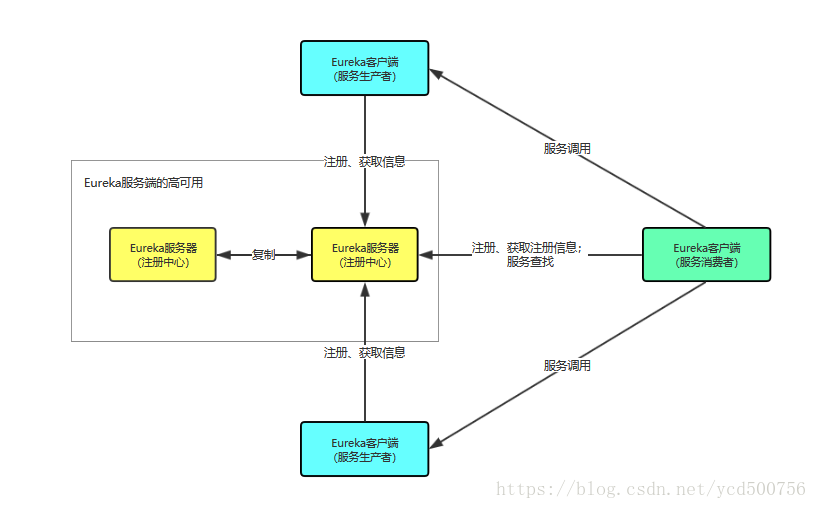 Eureka客户端
(服务生产者)
服务调用
注册、获取信息
Eureka服务端的高可用
Eureka服务器
(注册中心)
复制
Eureka服务器
(注册中心)
注册、获取注册信息;
服务查找
Eureka客户端
(服务消费者)
注册、获取信息
服务调用
Eureka客户端
(服务生产者)
https://blog.csdn.net/ycd500756